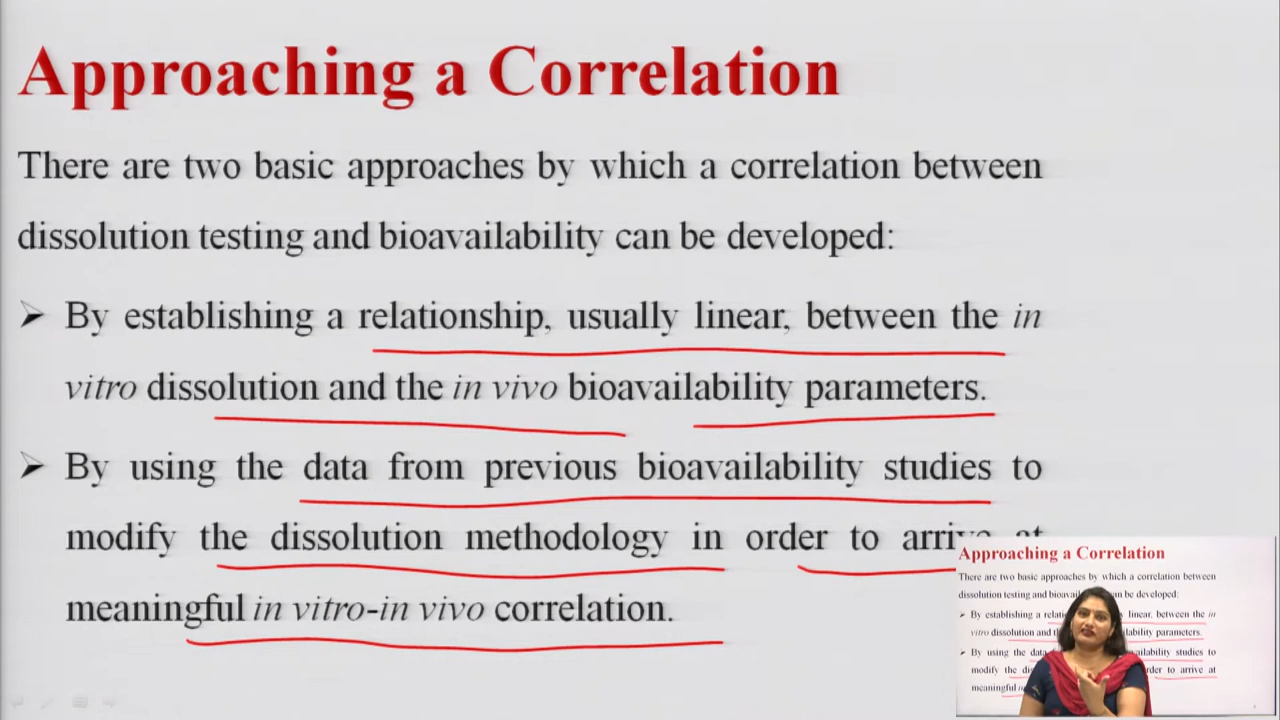 Approaching a Correlation
There are two basic approaches by which a correlation between
dissolution testing and bioavailability can be developed:
➢ By establishing a relationship, usually linear, between the in
vitro dissolution and the in vivo bioavailability parameters.
➢ By using the data from previous bioavailability studies to
modify the dissolution methodology in order to arrive at
meaningful in vitro-in vivo correlation.
Approaching a Correlation
There are two basic approaches by which a correlation between
dissolution testing and can be developed:
➢ By establishing a linear, between the in
vitro dissolution and parameters.
➢ By using the data studies to
modify the order to arrive at
meaningful